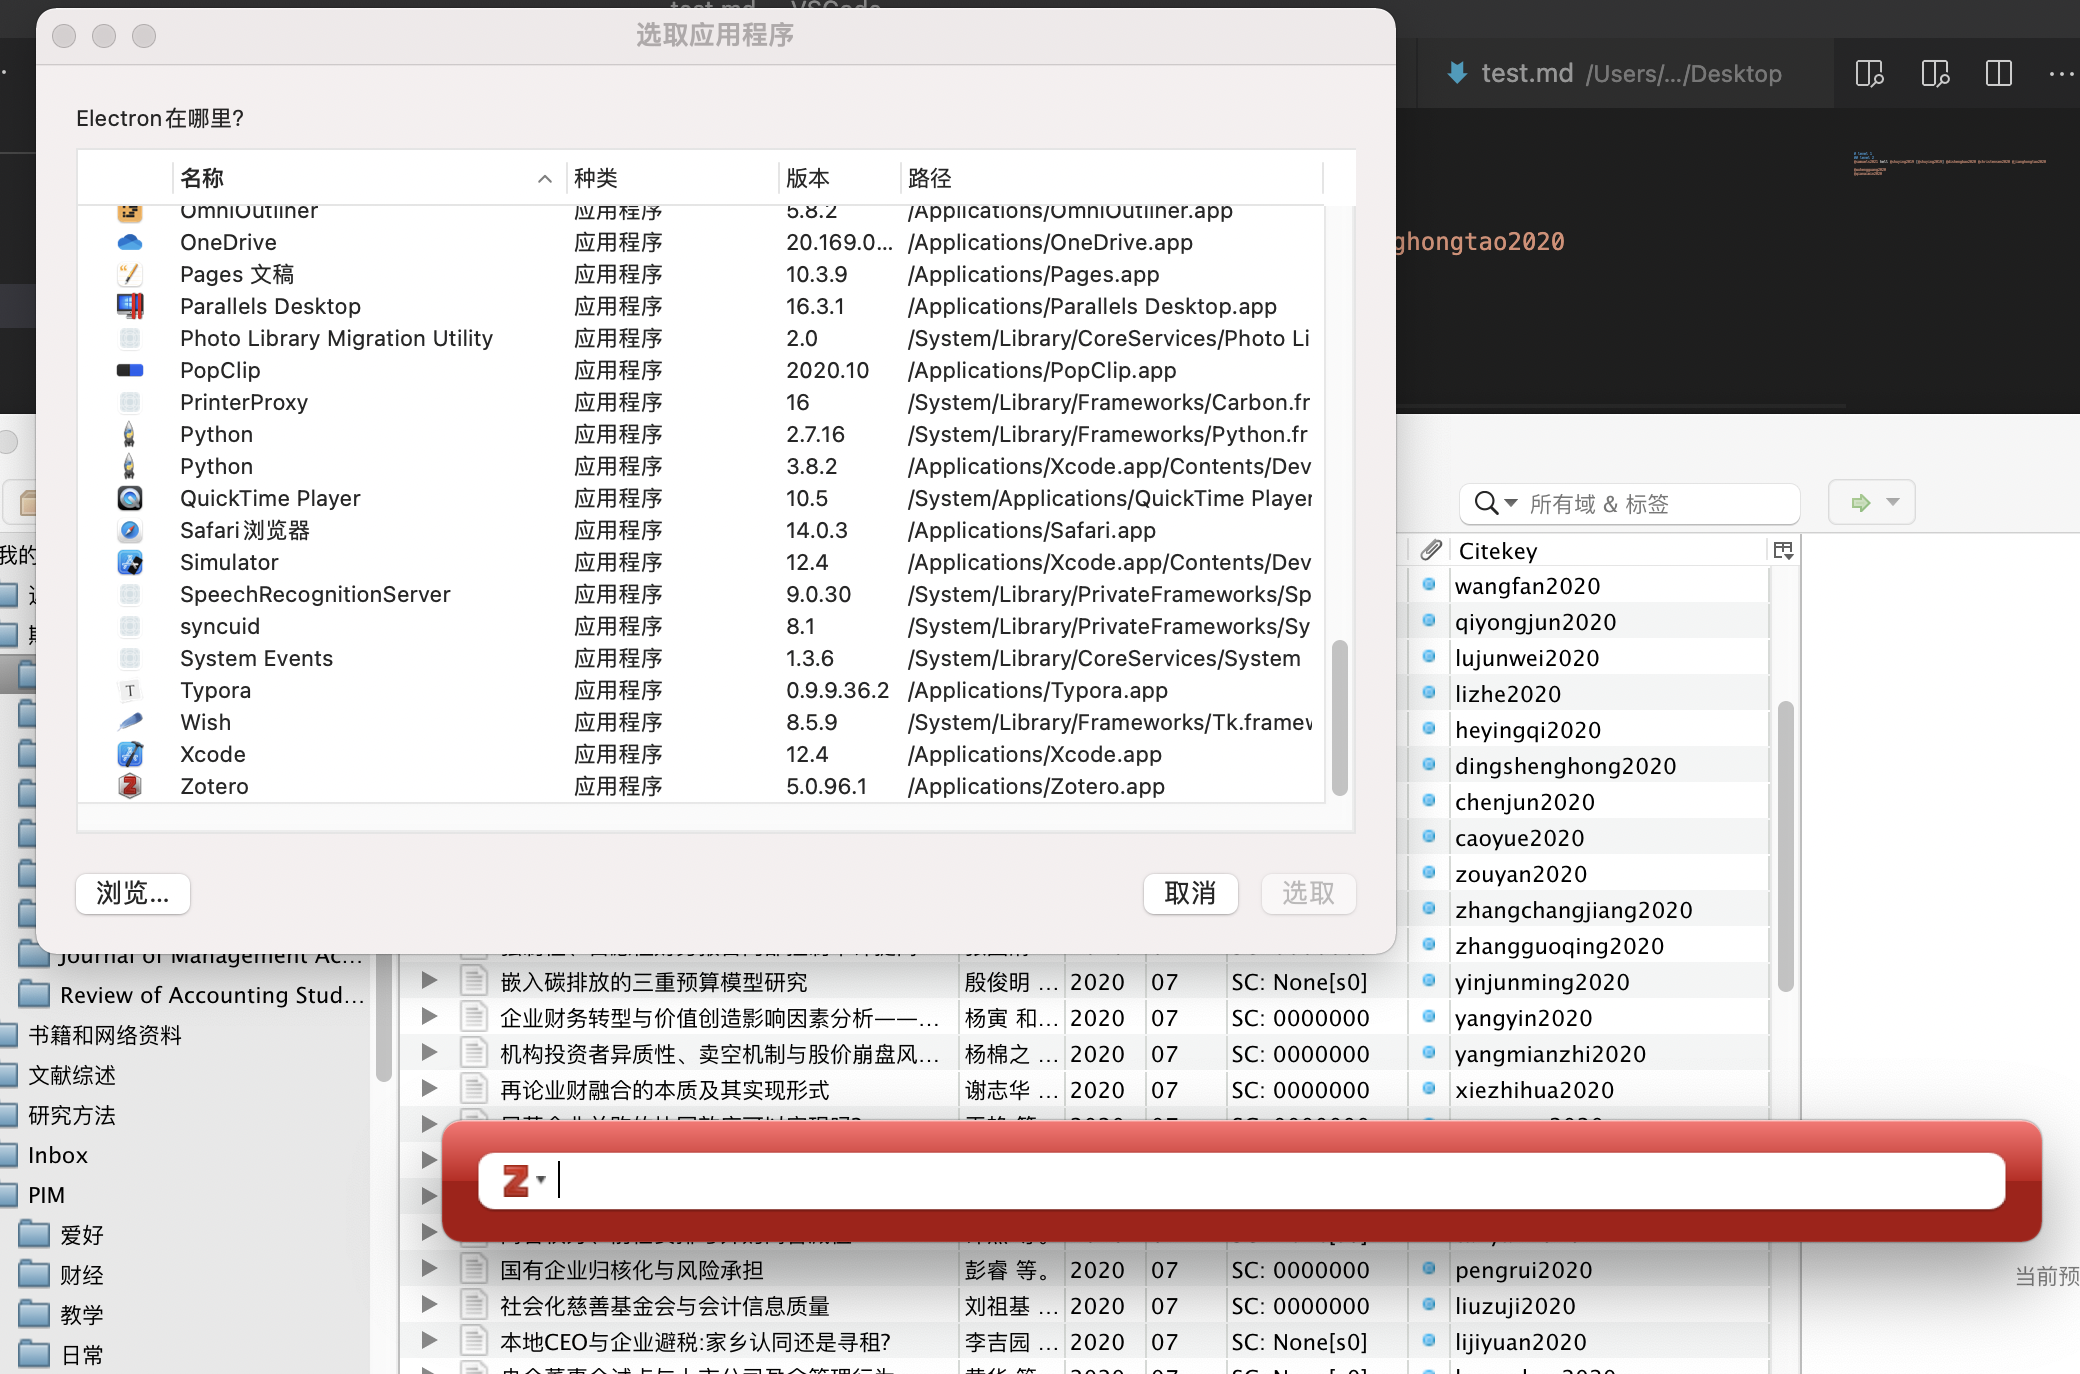 选取应用程序
test.md /Users/.../Desktop
Electron在哪里?
名称 种类 版本 路径
OmniOutliner 应用程序 5.8.2 /Applications/OmniOutliner.app
OneDrive 应用程序 20.169.0... /Applications/OneDrive.app
ghongtao2020
Pages 文稿 应用程序 10.3.9 /Applications/Pages.app
Parallels Desktop 应用程序 16.3.1 /Applications/Parallels Desktop.app
Photo Library Migration Utility 应用程序 2.0 /System/Library/CoreServices/Photo Li
PopClip 应用程序 2020.10 /Applications/PopClip.app
PrinterProxy 应用程序 16 /System/Library/Frameworks/Carbon.fr
Python 应用程序 2.7.16 /System/Library/Frameworks/Python.fr
Python 应用程序 3.8.2 /Applications/Xcode.app/Contents/Dev
QuickTime Player 应用程序 10.5 /System/Applications/QuickTime Player
Safari浏览器 应用程序 14.0.3 /Applications/Safari.app
Simulator 应用程序 12.4 /Applications/Xcode.app/Contents/Dev
SpeechRecognitionServer 应用程序 9.0.30 /System/Library/PrivateFrameworks/Sp
syncuid 应用程序 8.1 /System/Library/PrivateFrameworks/Sy
System Events 应用程序 1.3.6 /System/Library/CoreServices/System
Typora 应用程序 0.9.9.36.2 /Applications/Typora.app
Wish 应用程序 8.5.9 /System/Library/Frameworks/Tk.framew
Xcode 应用程序 12.4 /Applications/Xcode.app
Zotero 应用程序 5.0.96.1 /Applications/Zotero.app
浏览... 取消 选取
所有域 & 标签
我的
Citekey
wangfan2020
qiyongjun2020
lujunwei2020
lizhe2020
heyingqi2020
dingshenghong2020
chenjun2020
caoyue2020
zouyan2020
zhangchangjiang2020
zhangguoqing2020
Journal of Management Ac...
Review of Accounting Stud...
书籍和网络资料
文献综述
研究方法
Inbox
PIM
爱好
财经
教学
日常
嵌入碳排放的三重预算模型研究 殷俊明 ... 2020 07 SC: None[s0] yinjunming2020
企业财务转型与价值创造影响因素分析——... 杨寅 和... 2020 07 SC: 0000000 yangyin2020
机构投资者异质性、卖空机制与股价崩盘风... 杨棉之 ... 2020 07 SC: 0000000 yangmianzhi2020
再论业财融合的本质及其实现形式 谢志华 ... 2020 07 SC: 0000000 xiezhihua2020
Z
国有企业归核化与风险承担 彭睿 等。 2020 07 SC: 0000000 pengrui2020
社会化慈善基金会与会计信息质量 刘祖基 ... 2020 07 SC: 0000000 liuzuji2020
本地CEO与企业避税:家乡认同还是寻租? 李吉园 ... 2020 07 SC: None[s0] lijiyuan2020
当前预